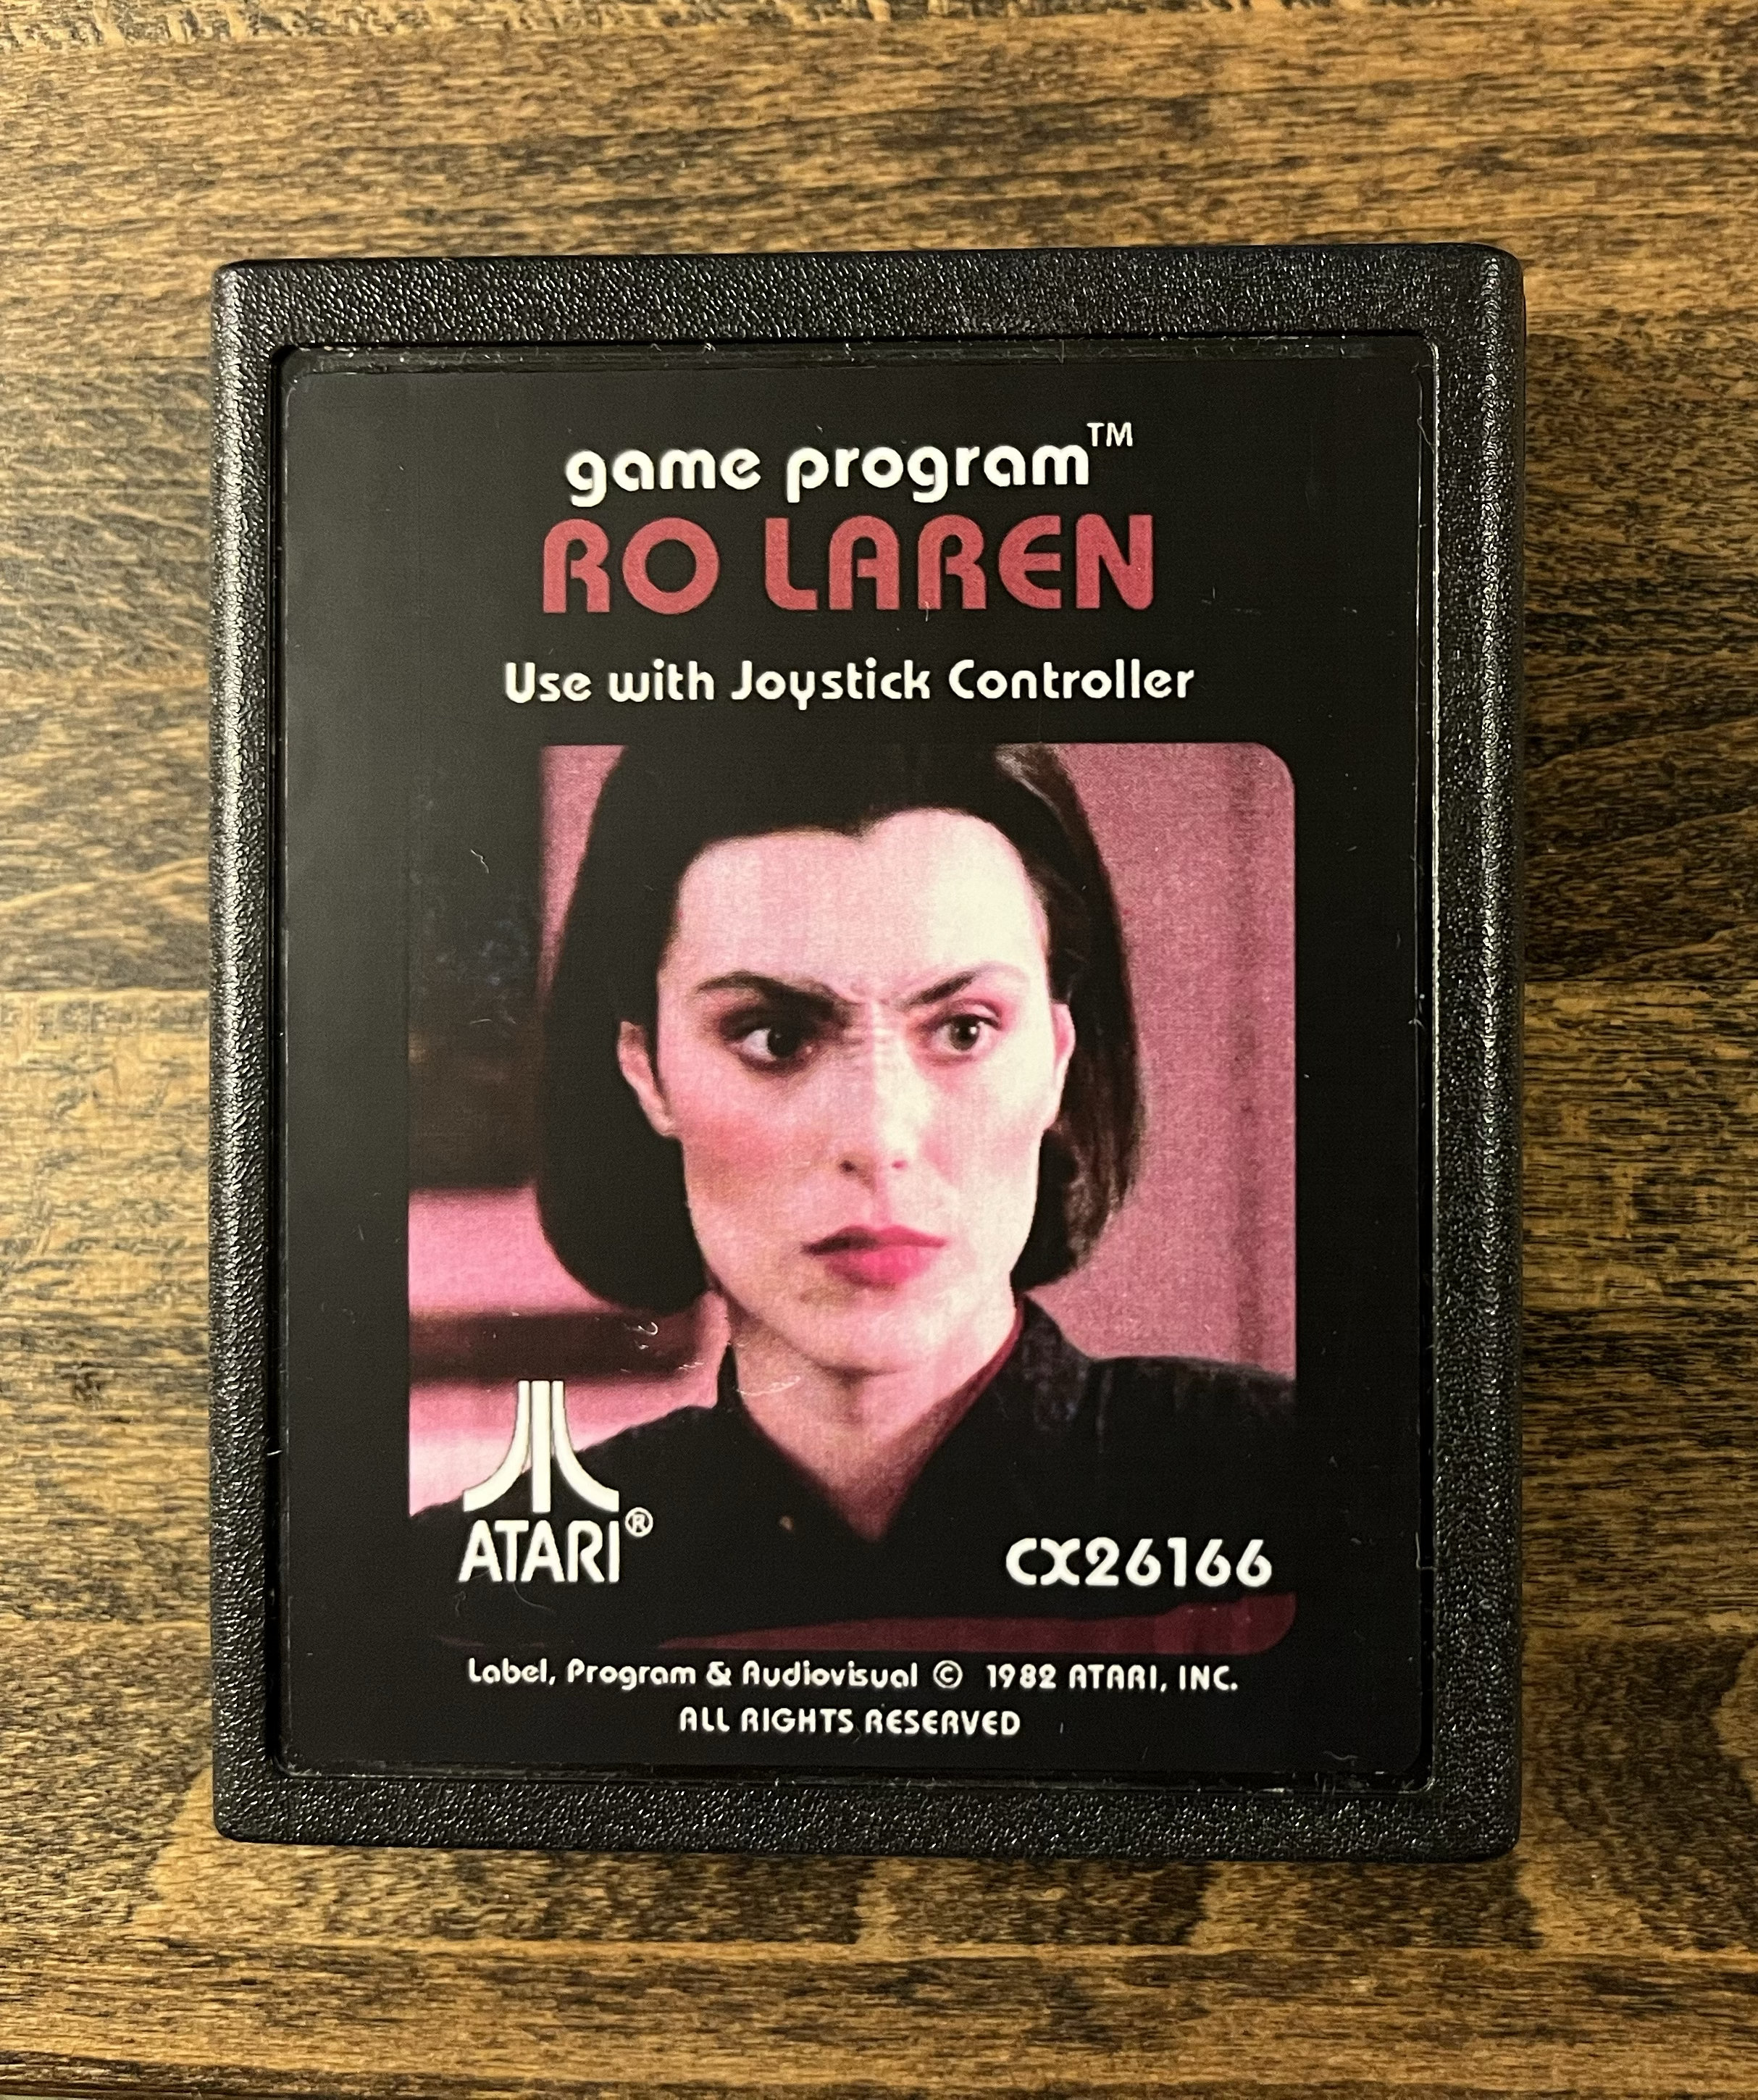 game program™
RO LAREN
Use with Joystick Controller
ATARI®
CX26166
Label, Program & Audiovisual © 1982 ATARI, INC.
ALL RIGHTS RESERVED